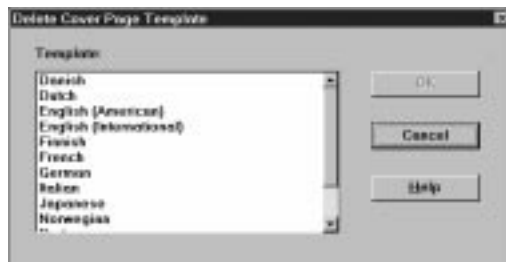 Delete Cover Page Template
Template:
Danish
Dutch
English (American)
English (International)
Finnish
French
German
Italian
Japanese
Norwegian
OK
Cancel
Help